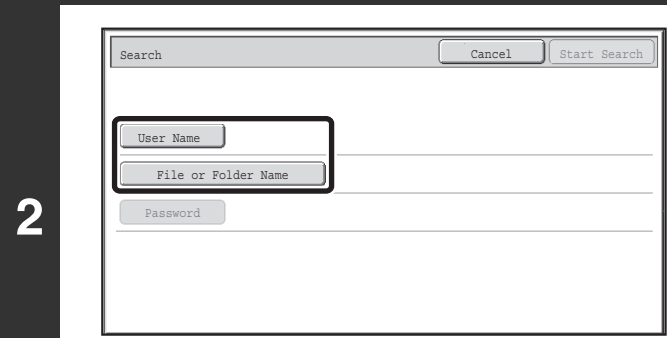 Search Cancel Start Search
User Name
File or Folder Name
2
Password